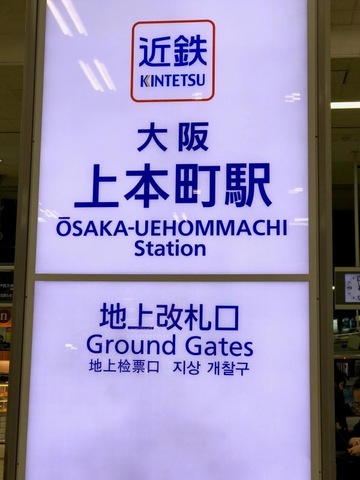 近鉄
KINTETSU
大阪
上本町駅
ŌSAKA-UEHOMMACHI
Station
地上改札口
Ground Gates
地上检票口 지상 개찰구